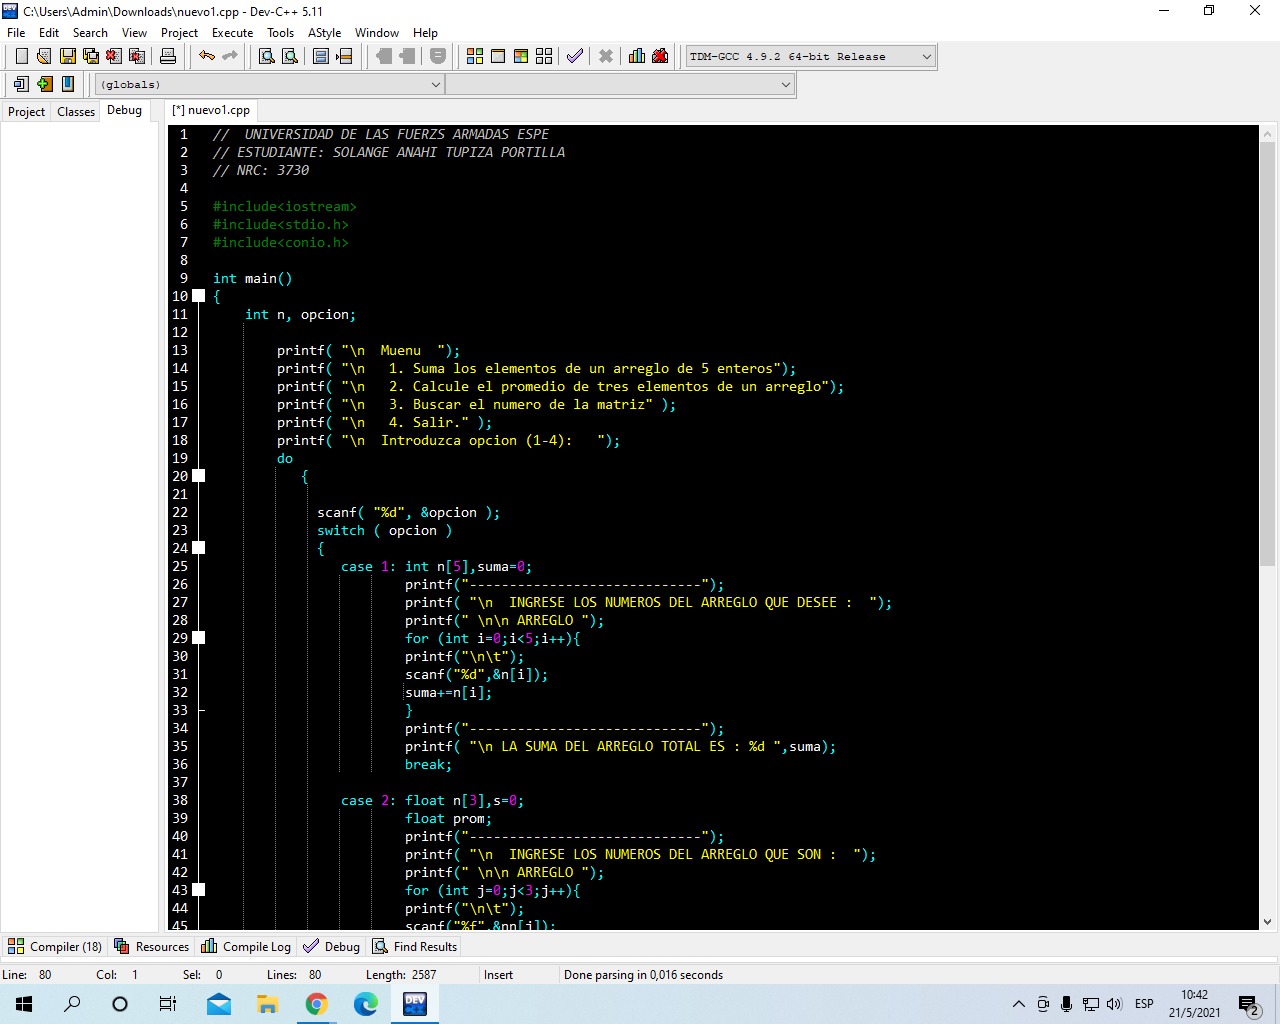 C:\Users\Admin\Downloads\nuevo1.cpp - Dev-C++ 5.11
File Edit Search View Project Execute Tools AStyle Window Help
TDM-GCC 4.9.2 64-bit Release
(globals)
Project Classes Debug [*] nuevo1.cpp
1 //  UNIVERSIDAD DE LAS FUERZS ARMADAS ESPE
2 // ESTUDIANTE: SOLANGE ANAHI TUPIZA PORTILLA
3 // NRC: 3730
4
5 #include<iostream>
6 #include<stdio.h>
7 #include<conio.h>
8
9 int main()
10 {
11 int n, opcion;
12
13 printf( "\n  Muenu  ");
14 printf( "\n   1. Suma los elementos de un arreglo de 5 enteros");
15 printf( "\n   2. Calcule el promedio de tres elementos de un arreglo");
16 printf( "\n   3. Buscar el numero de la matriz" );
17 printf( "\n   4. Salir." );
18 printf( "\n  Introduzca opcion (1-4):   ");
19 do
20 {
21
22 scanf( "%d", &opcion );
23 switch ( opcion )
24 {
25 case 1: int n[5],suma=0;
26 printf("-----------------------------");
27 printf( "\n  INGRESE LOS NUMEROS DEL ARREGLO QUE DESEE :  ");
28 printf(" \n\n ARREGLO ");
29 for (int i=0;i<5;i++){
30 printf("\n\t");
31 scanf("%d",&n[i]);
32 suma+=n[i];
33 }
34 printf("-----------------------------");
35 printf( "\n LA SUMA DEL ARREGLO TOTAL ES : %d ",suma);
36 break;
37
38 case 2: float n[3],s=0;
39 float prom;
40 printf("-----------------------------");
41 printf( "\n  INGRESE LOS NUMEROS DEL ARREGLO QUE SON :  ");
42 printf(" \n\n ARREGLO ");
43 for (int j=0;j<3;j++){
44 printf("\n\t");
45 scanf("%f",&nn[j]);
Compiler (18) Resources Compile Log Debug Find Results
Line: 80 Col: 1 Sel: 0 Lines: 80 Length: 2587 Insert Done parsing in 0,016 seconds
ESP
10:42
21/5/2021
2